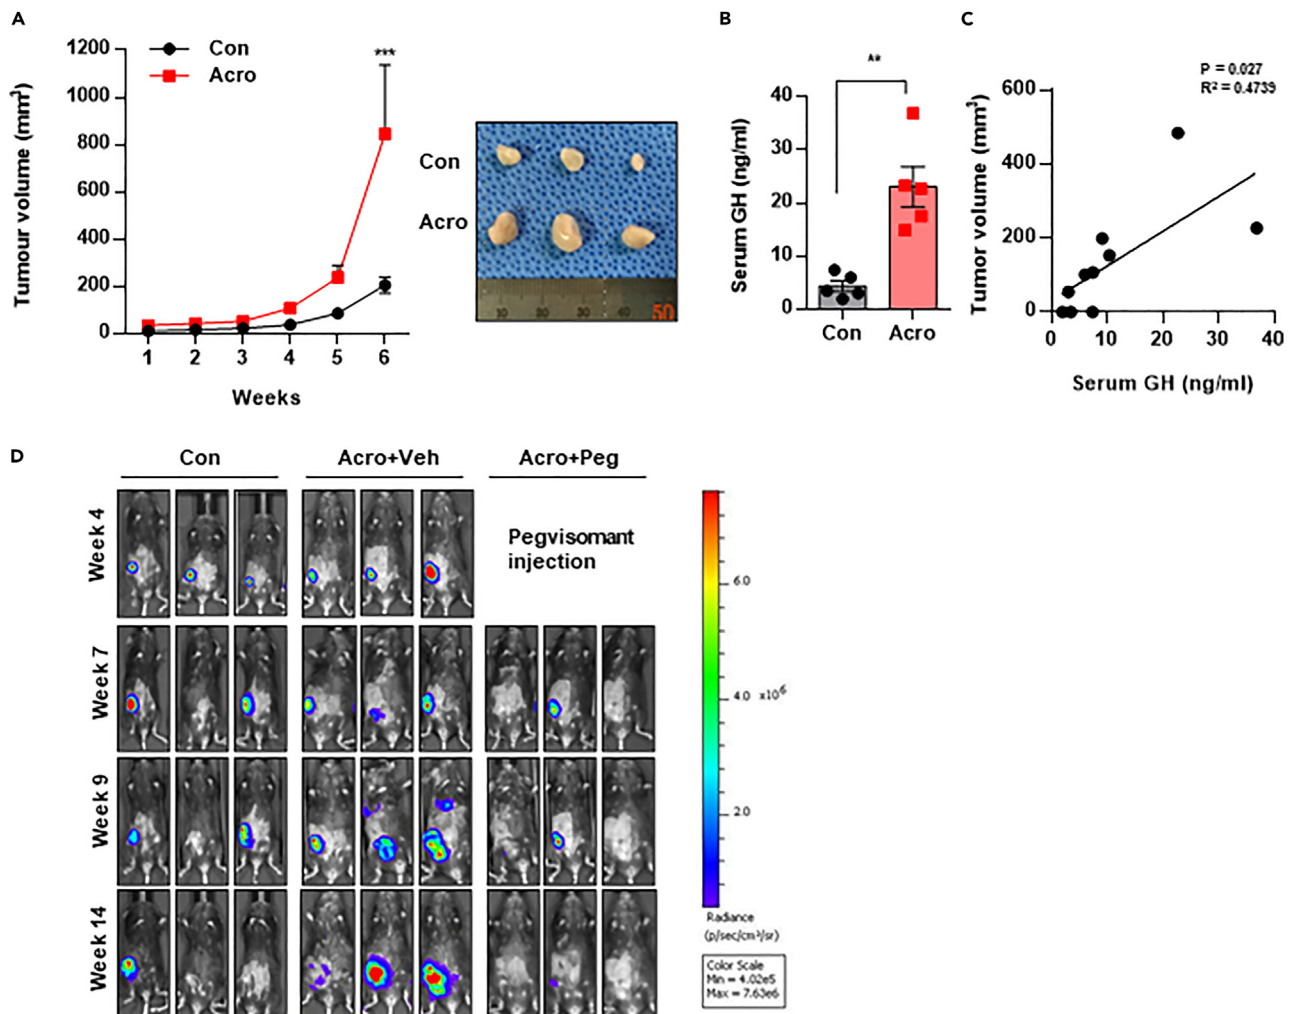 A
1200
1000
800
600
400
200
0
Tumour volume (mm³)
Con
Acro
***
1 2 3 4 5 6
Weeks
Con
Acro
10 20 30 40 50
B
**
40
30
20
10
0
Serum GH (ng/ml)
Con Acro
C
P = 0.027
R² = 0.4739
600
400
200
0
Tumor volume (mm³)
0 10 20 30 40
Serum GH (ng/ml)
D
Con Acro+Veh Acro+Peg
Week 4
Pegvisomant
injection
Week 7
Week 9
Week 14
6.0
4.0 x10⁶
2.0
Radiance
(p/sec/cm²/sr)
Color Scale
Min = 4.02e5
Max = 7.63e6